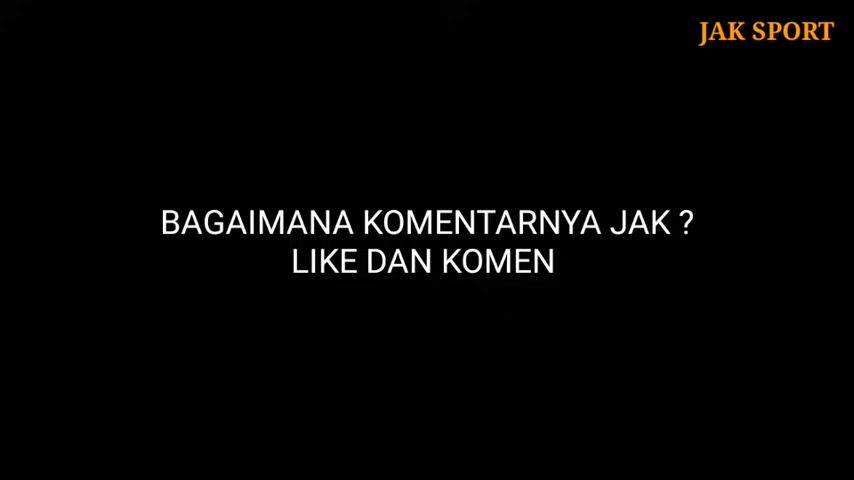 JAK SPORT
BAGAIMANA KOMENTARNYA JAK ?
LIKE DAN KOMEN